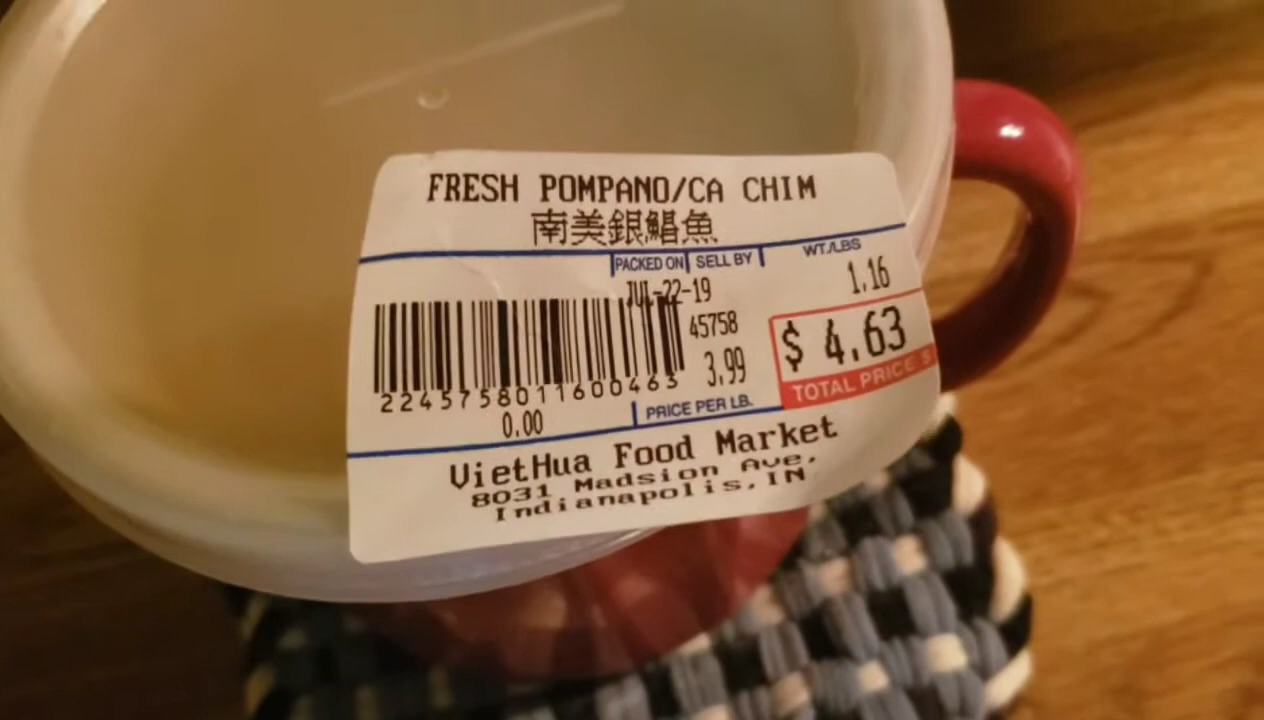 FRESH POMPANO/CA CHIM
南美銀鯧魚
PACKED ON SELL BY WT./LBS
JUL-22-19 1.16
45758
3.99 $ 4.63
TOTAL PRICE
2245758011600463
0.00 PRICE PER LB.
VietHua Food Market
8031 Madsion Ave,
Indianapolis,IN